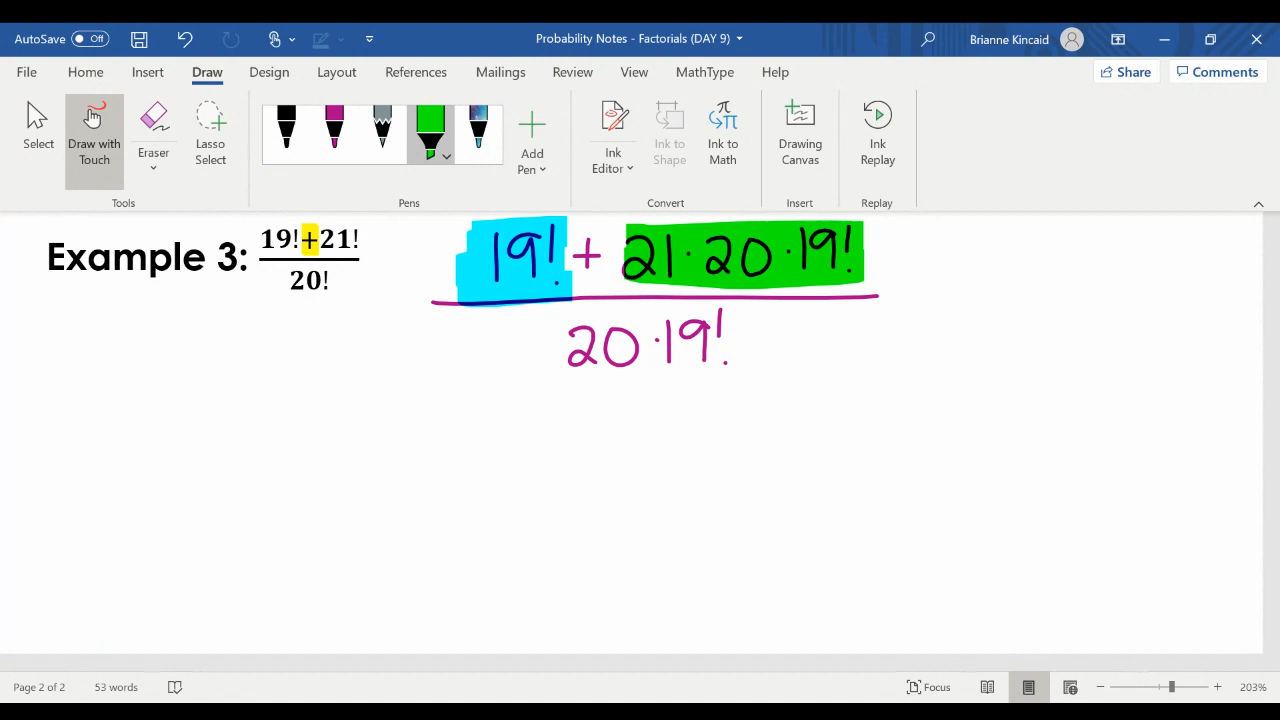 AutoSave Off Probability Notes - Factorials (DAY 9) Brianne Kincaid
File Home Insert Draw Design Layout References Mailings Review View MathType Help Share Comments
Select Draw with Touch Eraser Lasso Select Add Pen Ink Editor Ink to Shape Ink to Math Drawing Canvas Ink Replay
Tools Pens Convert Insert Replay
Example 3: 19!+21!
20!
19! + 21·20·19!
20·19!
Page 2 of 2 53 words Focus 203%